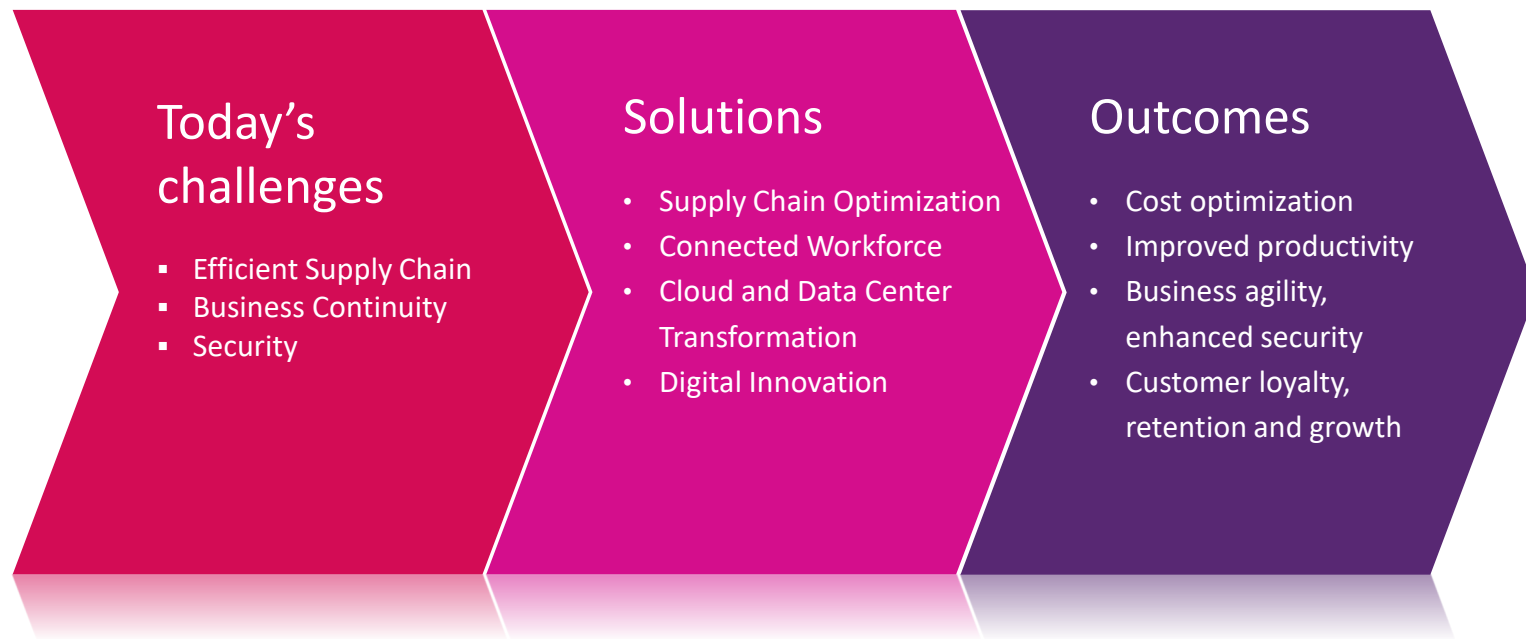 Today’s
challenges
▪ Efficient Supply Chain
▪ Business Continuity
▪ Security
Solutions
• Supply Chain Optimization
• Connected Workforce
• Cloud and Data Center
Transformation
• Digital Innovation
Outcomes
• Cost optimization
• Improved productivity
• Business agility,
enhanced security
• Customer loyalty,
retention and growth